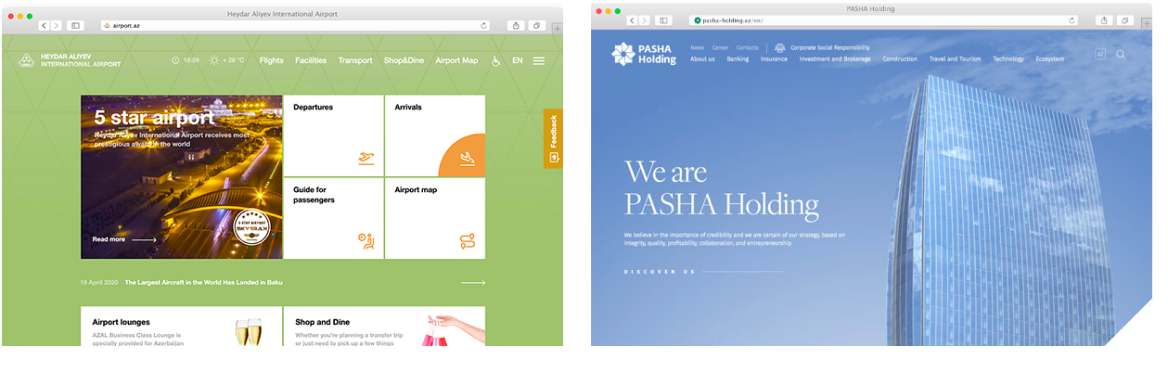 Heydar Aliyev International Airport
airport.az
HEYDAR ALIYEV
INTERNATIONAL AIRPORT
+ 26 °C
Flights
Facilities
Transport
Shop&Dine
Airport Map
EN
5 star airport
Heydar Aliyev International Airport receives most
prestigious award in the world
Read more
5 STAR AIRPORT
SKYTRAX
Departures
Arrivals
Guide for
passengers
Airport map
Feedback
19 April 2020
The Largest Aircraft in the World Has Landed in Baku
Airport lounges
AZAL Business Class Lounge is
specially provided for Azerbaijan
Shop and Dine
Whether you're planning a transfer trip
or just need to pick up a few things
PASHA Holding
pasha-holding.az/en/
PASHA
Holding
News
Career
Contacts
Corporate Social Responsibility
About us
Banking
Insurance
Investment and Brokerage
Construction
Travel and Tourism
Technology
Ecosystem
AZ
We are
PASHA Holding
We believe in the importance of credibility and we are certain of our strategy, based on
integrity, quality, profitability, collaboration, and entrepreneurship.
DISCOVER US